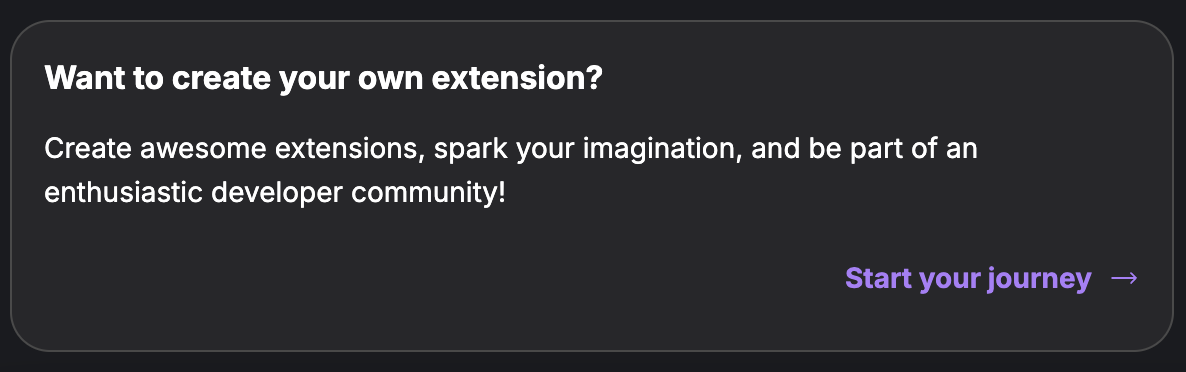 Want to create your own extension?
Create awesome extensions, spark your imagination, and be part of an
enthusiastic developer community!
Start your journey →